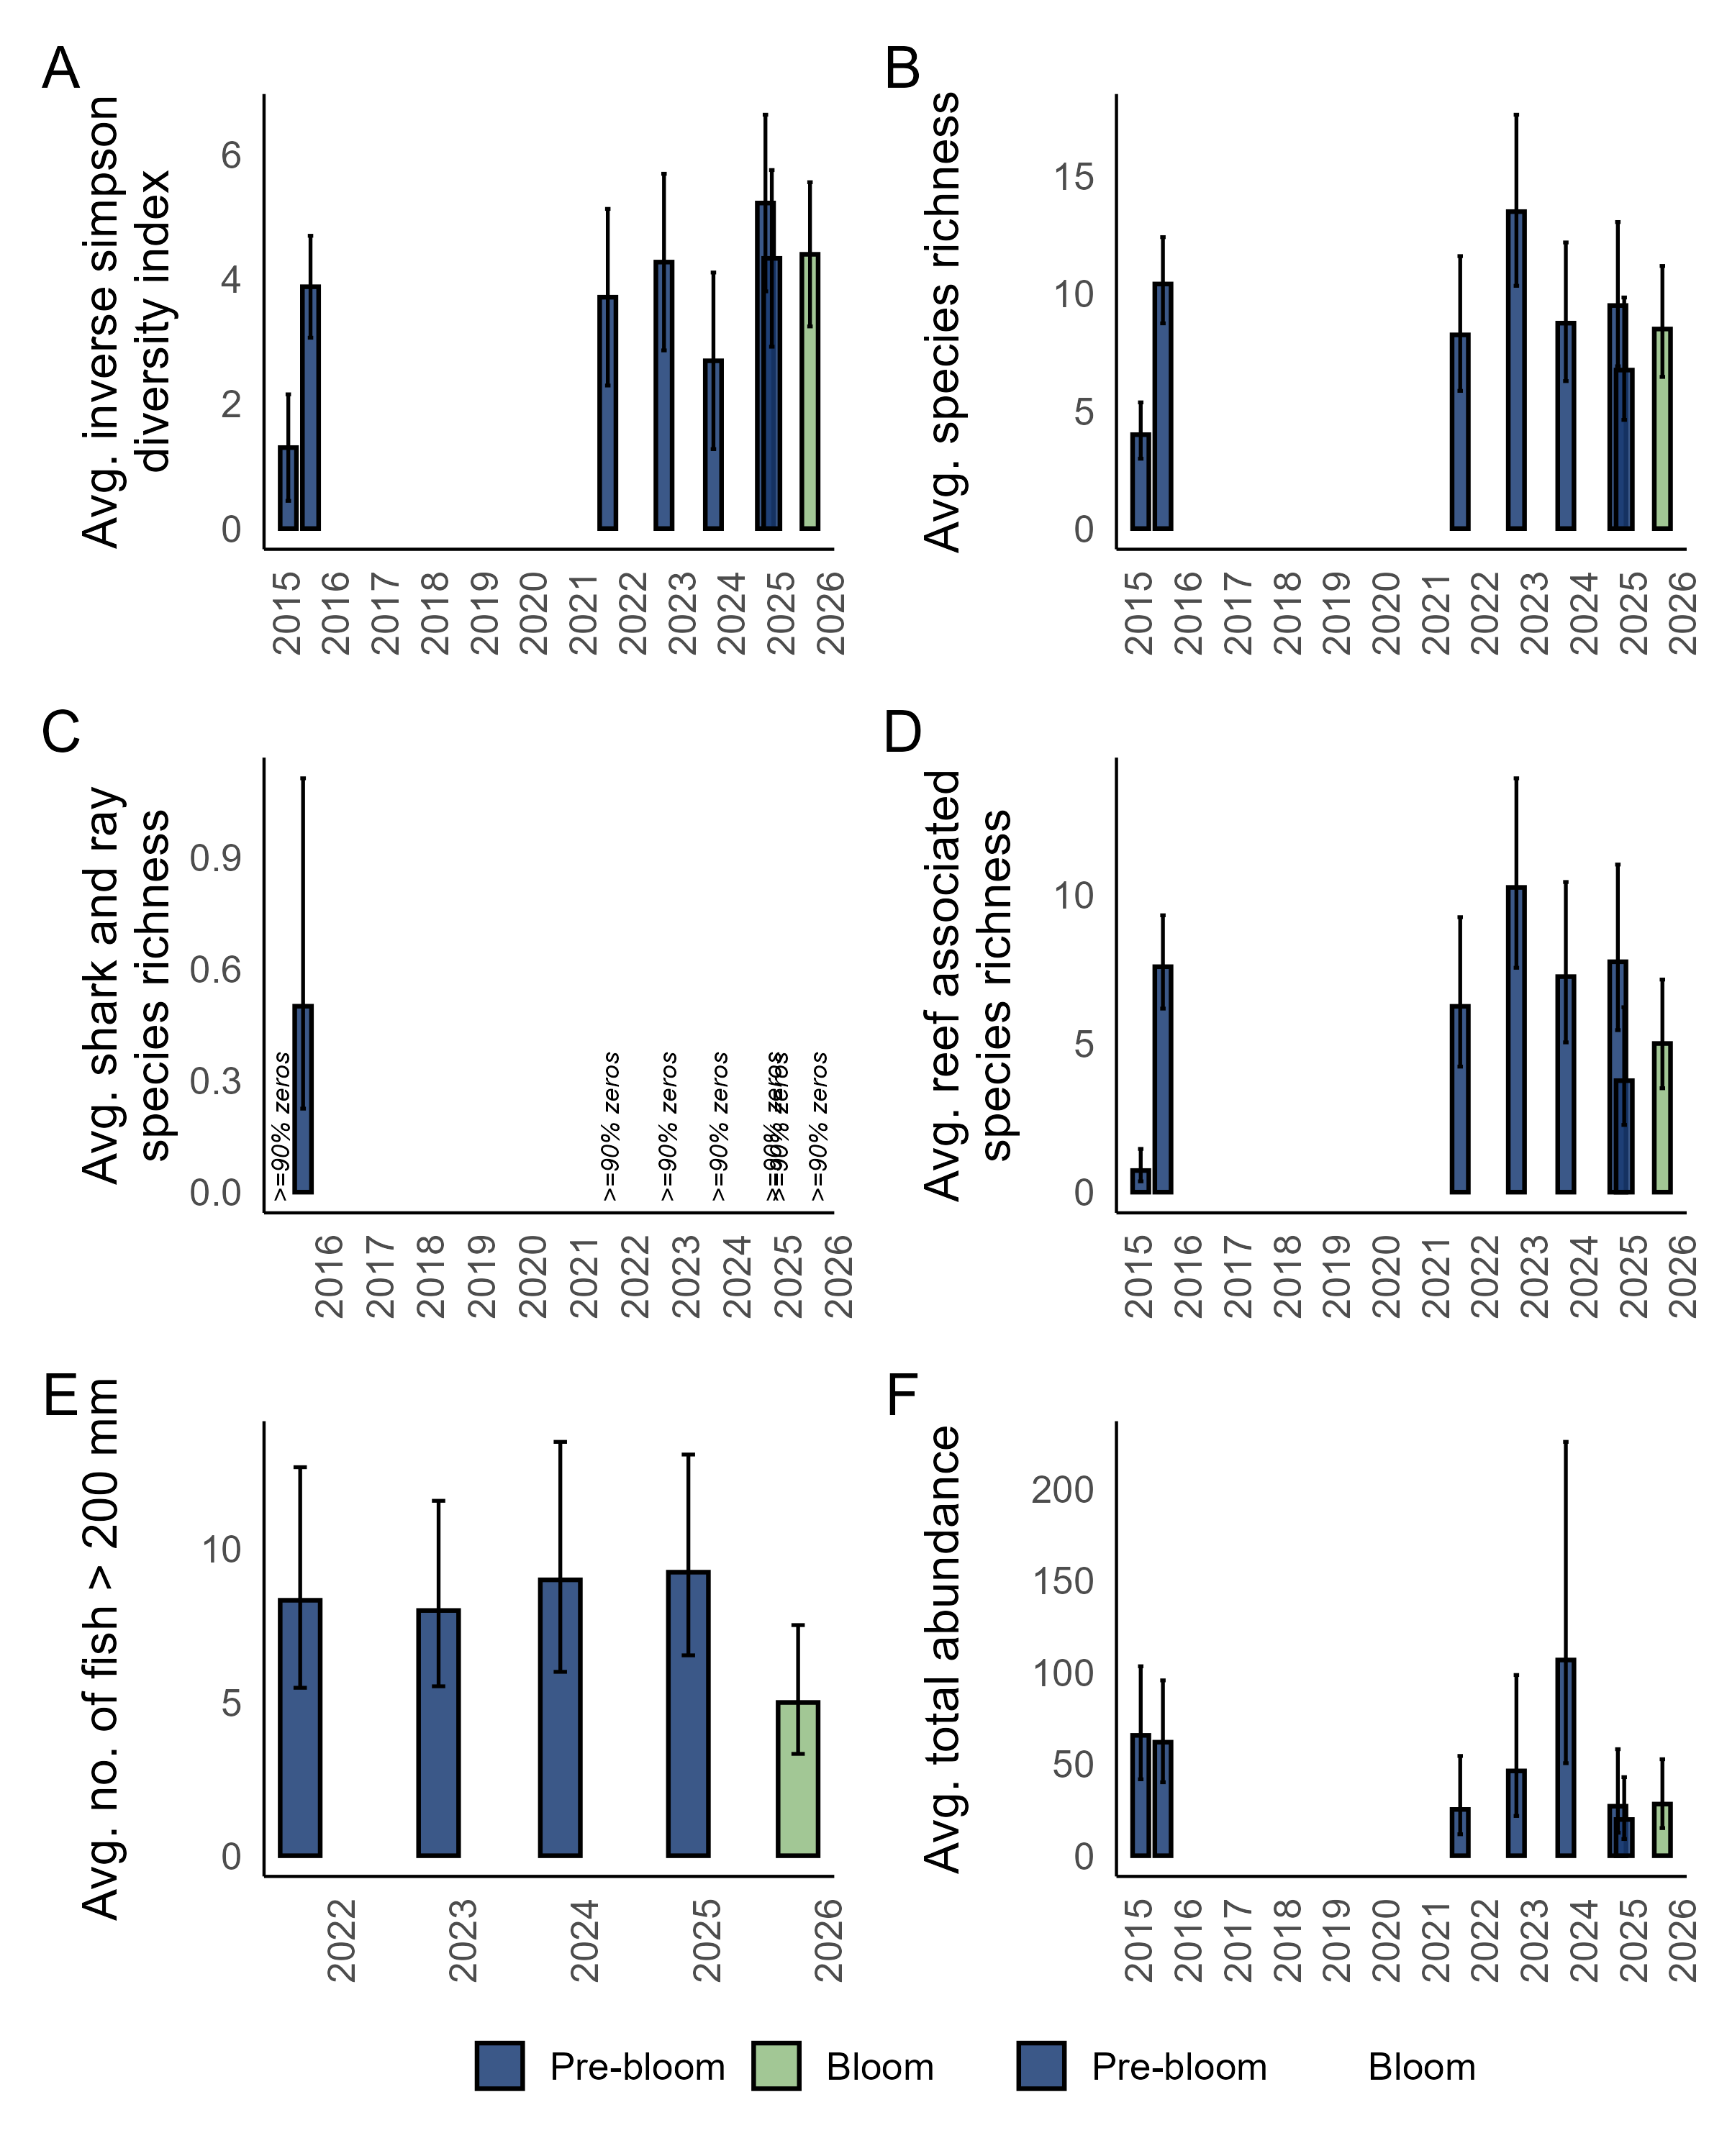 A
Avg. inverse simpson
diversity index
6
4
2
0
2015 2016 2017 2018 2019 2020 2021 2022 2023 2024 2025 2026
B
Avg. species richness
15
10
5
0
2015 2016 2017 2018 2019 2020 2021 2022 2023 2024 2025 2026
C
Avg. shark and ray
species richness
0.9
0.6
0.3
0.0
>=90% zeros
>=90% zeros
>=90% zeros
>=90% zeros
>=90% zeros
>=90% zeros
>=90% zeros
2016 2017 2018 2019 2020 2021 2022 2023 2024 2025 2026
D
Avg. reef associated
species richness
10
5
0
2015 2016 2017 2018 2019 2020 2021 2022 2023 2024 2025 2026
E
Avg. no. of fish > 200 mm
10
5
0
2022 2023 2024 2025 2026
F
Avg. total abundance
200
150
100
50
0
2015 2016 2017 2018 2019 2020 2021 2022 2023 2024 2025 2026
Pre-bloom Bloom Pre-bloom Bloom